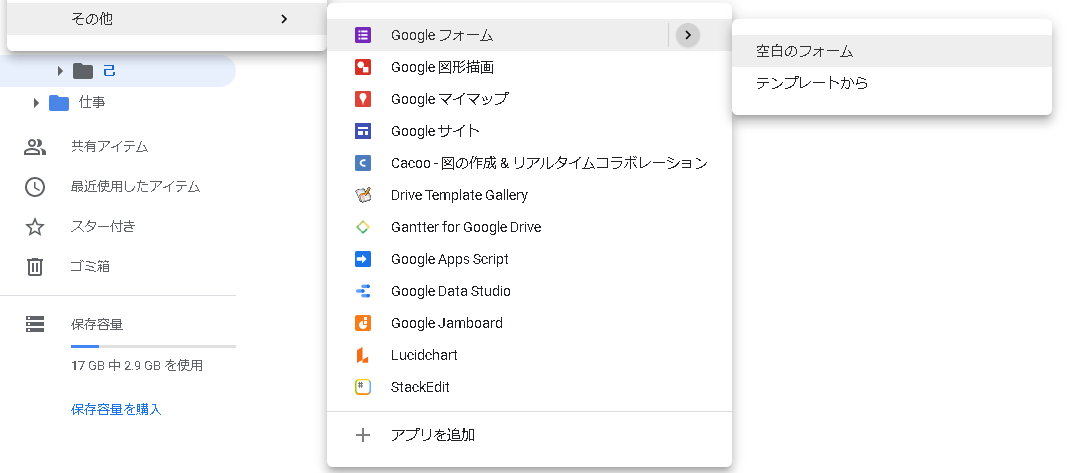 その他
己
仕事
共有アイテム
最近使用したアイテム
スター付き
ゴミ箱
保存容量
17 GB 中 2.9 GB を使用
保存容量を購入
Google フォーム
Google 図形描画
Google マイマップ
Google サイト
Cacoo - 図の作成 & リアルタイムコラボレーション
Drive Template Gallery
Gantter for Google Drive
Google Apps Script
Google Data Studio
Google Jamboard
Lucidchart
StackEdit
アプリを追加
空白のフォーム
テンプレートから